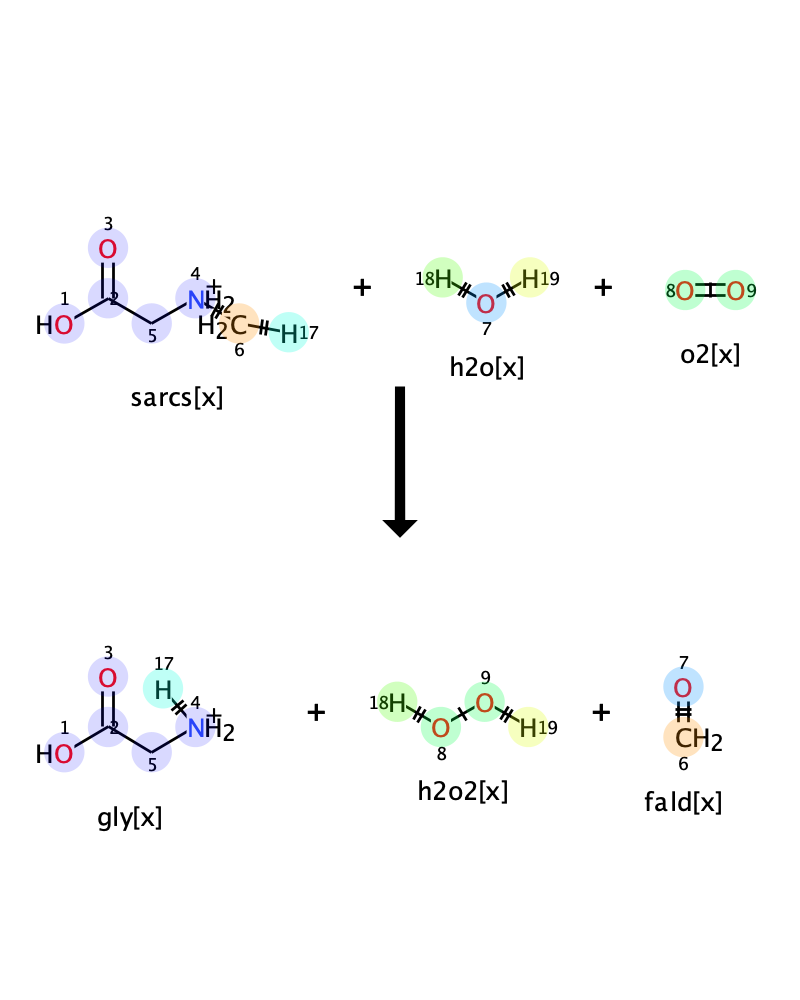 3
O
1 2 4 +
HO NH2 + 18H H19 + 8O O9
5 H2C H17 O
6 7
sarcs[x] h2o[x] o2[x]
3 17 9 7
O H O O
1 2 4 + 18H
HO NH2 + O H19 + CH2
5 8 6
gly[x] h2o2[x] fald[x]